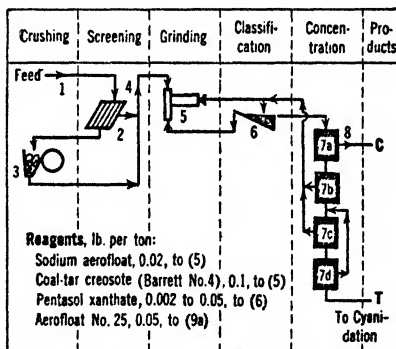 Crushing Screening Grinding Classifi- Concen- Pro-
cation tration ducts
Feed
1
4
2
3
5
6
7a
8
C
7b
7c
7d
T
To Cyani-
dation
Reagents, lb. per ton:
Sodium aerofloat, 0.02, to (5)
Coal-tar creosote (Barrett No.4), 0.1, to (5)
Pentasol xanthate, 0.002 to 0.05, to (6)
Aerofloat No. 25, 0.05, to (9a)